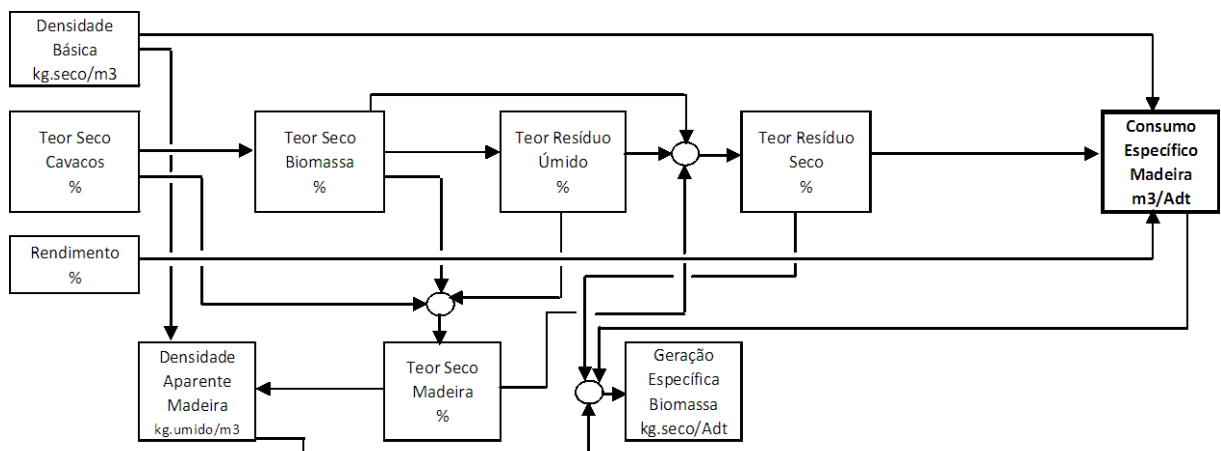 Densidade
Básica
kg.seco/m3
Teor Seco
Cavacos
%
Teor Seco
Biomassa
%
Teor Resíduo
Úmido
%
Teor Resíduo
Seco
%
Consumo
Específico
Madeira
m3/Adt
Rendimento
%
Densidade
Aparente
Madeira
kg.umido/m3
Teor Seco
Madeira
%
Geração
Específica
Biomassa
kg.seco/Adt